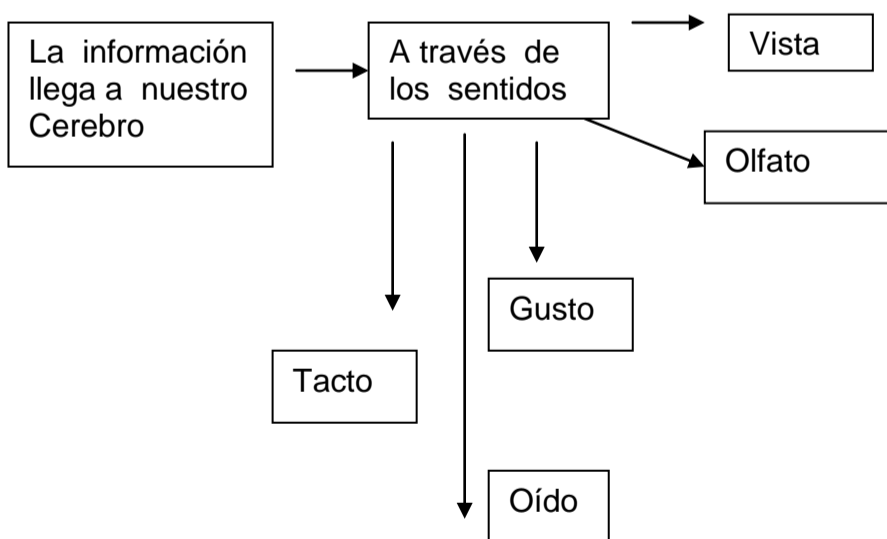 La información
llega a nuestro
Cerebro
A través de
los sentidos
Vista
Olfato
Gusto
Tacto
Oído